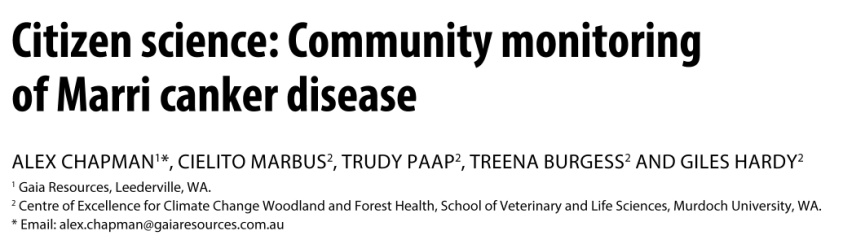 Citizen science: Community monitoring
of Marri canker disease
ALEX CHAPMAN¹*, CIELITO MARBUS², TRUDY PAAP², TREENA BURGESS² AND GILES HARDY²
¹ Gaia Resources, Leederville, WA.
² Centre of Excellence for Climate Change Woodland and Forest Health, School of Veterinary and Life Sciences, Murdoch University, WA.
* Email: alex.chapman@gaiaresources.com.au